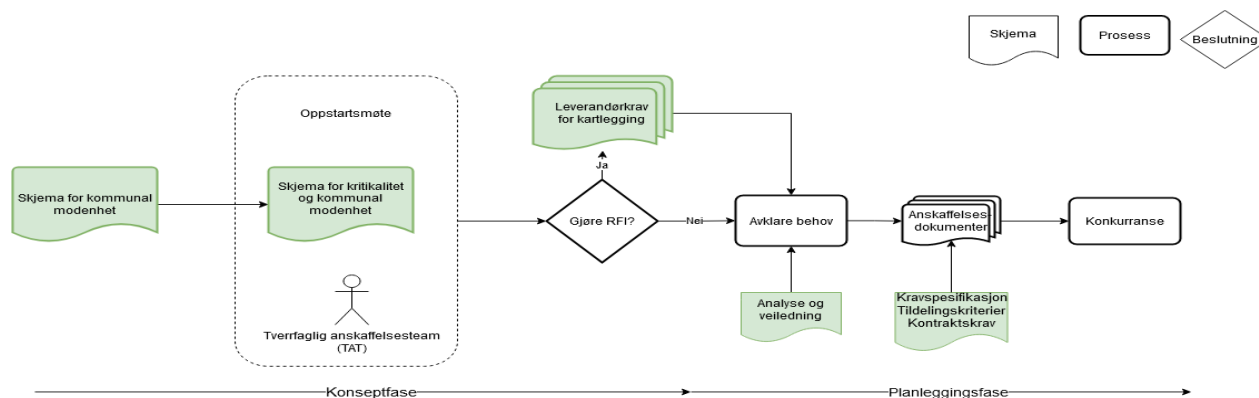 Skjema
Prosess
Beslutning
Oppstartsmøte
Leverandørkrav
for kartlegging
Ja
Skjema for kommunal
modenhet
Skjema for kritikalitet
og kommunal
modenhet
Gjøre RFI?
Nei
Avklare behov
Anskaffelses-
dokumenter
Konkurranse
Tverrfaglig anskaffelsesteam
(TAT)
Analyse og
veiledning
Kravspesifikasjon
Tildelingskriterier
Kontraktskrav
Konseptfase
Planleggingsfase